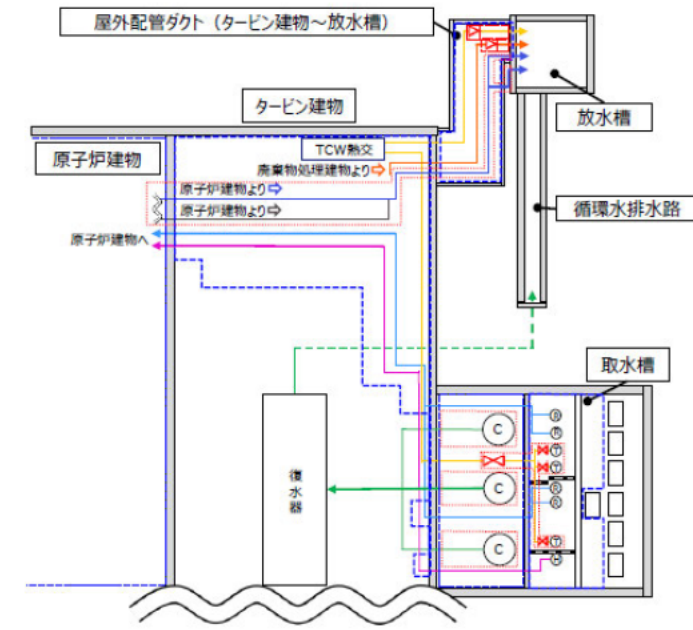 屋外配管ダクト（タービン建物～放水槽）
タービン建物
放水槽
原子炉建物
TCW熱交
廃棄物処理建物より
原子炉建物より
原子炉建物より
原子炉建物へ
循環水排水路
取水槽
復水器
C
C
C
R
R
T
T
R
R
T
H